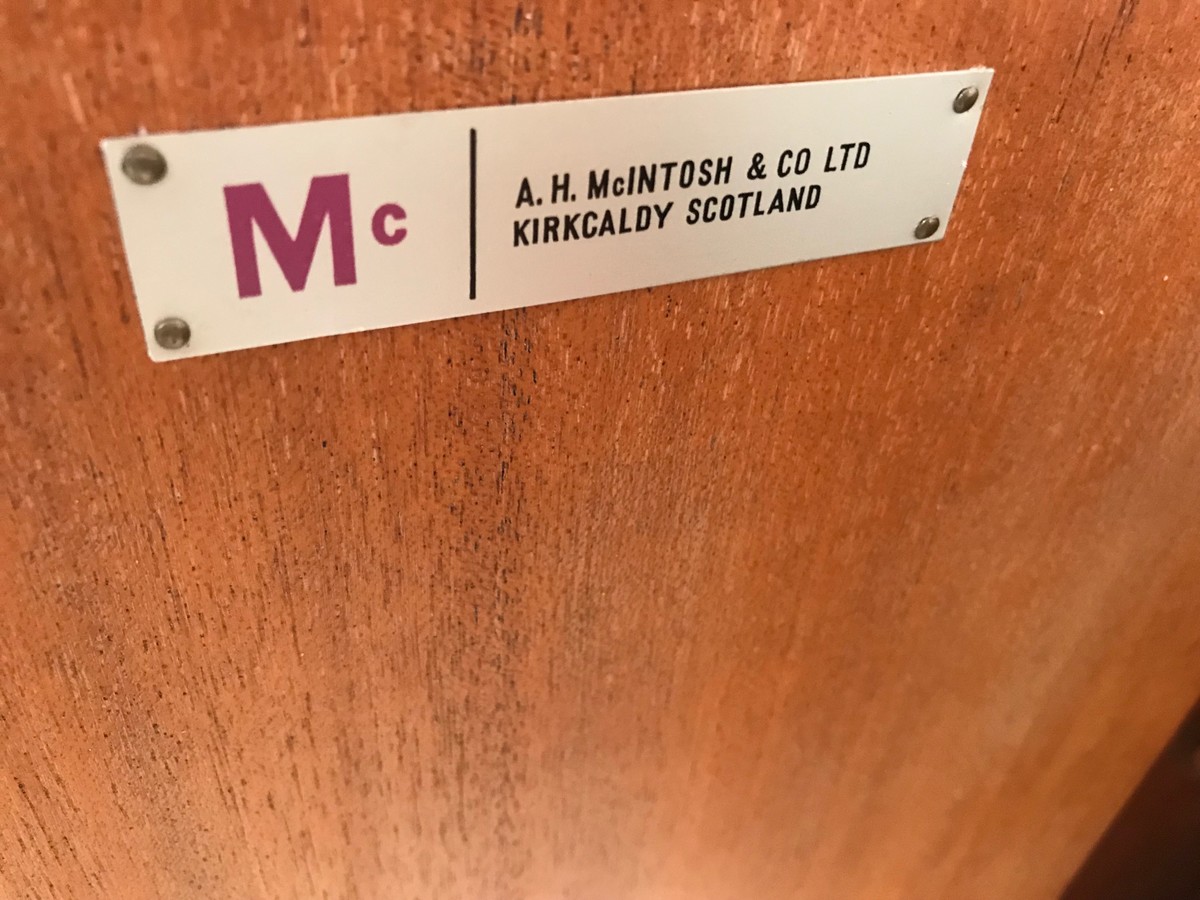 Mc
A. H. McINTOSH & CO LTD
KIRKCALDY SCOTLAND